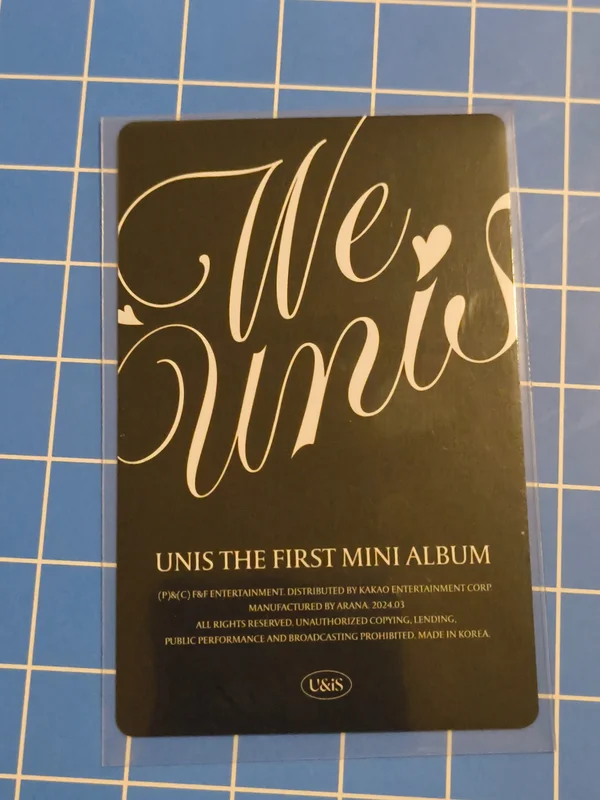 We
unis
UNIS THE FIRST MINI ALBUM
(P)&(C) F&F ENTERTAINMENT. DISTRIBUTED BY KAKAO ENTERTAINMENT CORP
MANUFACTURED BY ARANA. 2024.03
ALL RIGHTS RESERVED. UNAUTHORIZED COPYING, LENDING,
PUBLIC PERFORMANCE AND BROADCASTING PROHIBITED. MADE IN KOREA.
U&iS